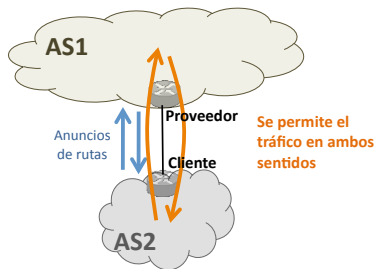 AS1
Proveedor
Anuncios
de rutas
Se permite el
tráfico en ambos
sentidos
Cliente
AS2